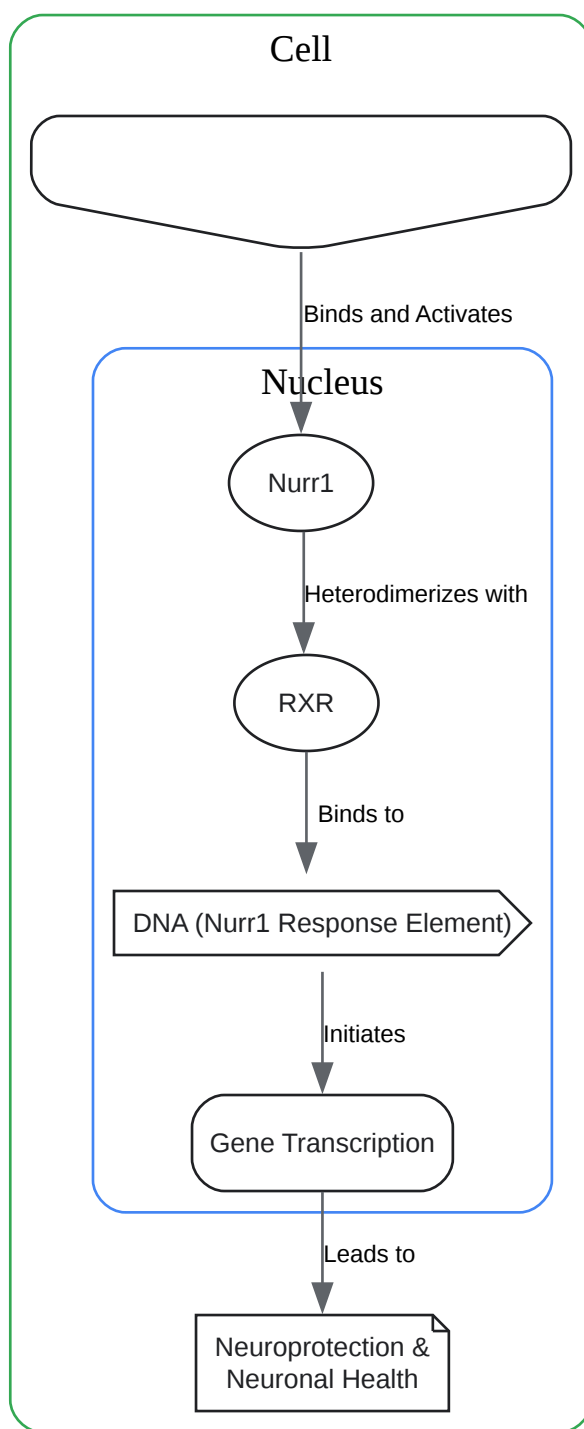 Cell
Binds and Activates
Nucleus
Nurr1
Heterodimerizes with
RXR
Binds to
DNA (Nurr1 Response Element)
Initiates
Gene Transcription
Leads to
Neuroprotection &
Neuronal Health